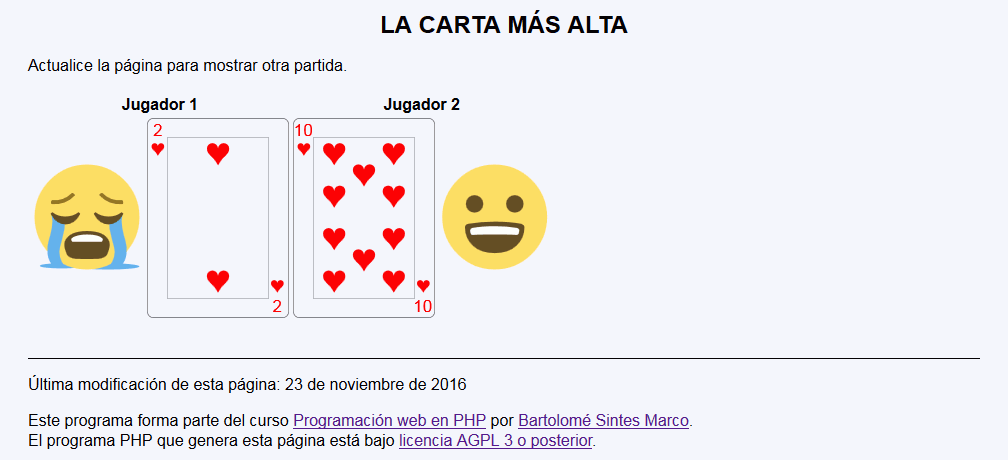 LA CARTA MÁS ALTA
Actualice la página para mostrar otra partida.
Jugador 1 Jugador 2
2 10
2 10
Última modificación de esta página: 23 de noviembre de 2016
Este programa forma parte del curso Programación web en PHP por Bartolomé Sintes Marco.
El programa PHP que genera esta página está bajo licencia AGPL 3 o posterior.